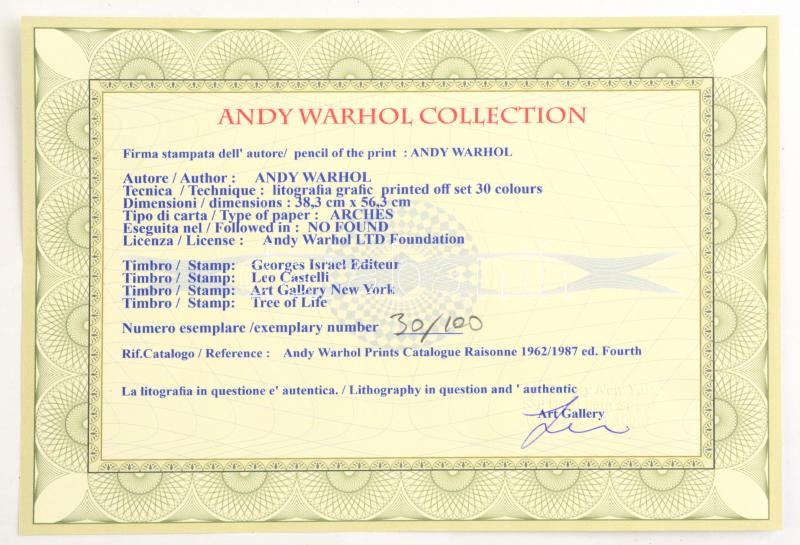 ANDY WARHOL COLLECTION
Firma stampata dell' autore/ pencil of the print : ANDY WARHOL
Autore / Author : ANDY WARHOL
Tecnica / Technique : litografia grafic printed off set 30 colours
Dimensioni / dimensions : 38,3 cm x 56,3 cm
Tipo di carta / Type of paper : ARCHES
Eseguita nel / Followed in : NO FOUND
Licenza / License : Andy Warhol LTD Foundation
Timbro / Stamp: Georges Israel Editeur
Timbro / Stamp: Leo Castelli
Timbro / Stamp: Art Gallery New York
Timbro / Stamp: Tree of Life
Numero esemplare /exemplary number 30/100
Rif.Catalogo / Reference : Andy Warhol Prints Catalogue Raisonne 1962/1987 ed. Fourth
La litografia in questione e' autentica. / Lithography in question and ' authentic
Art Gallery